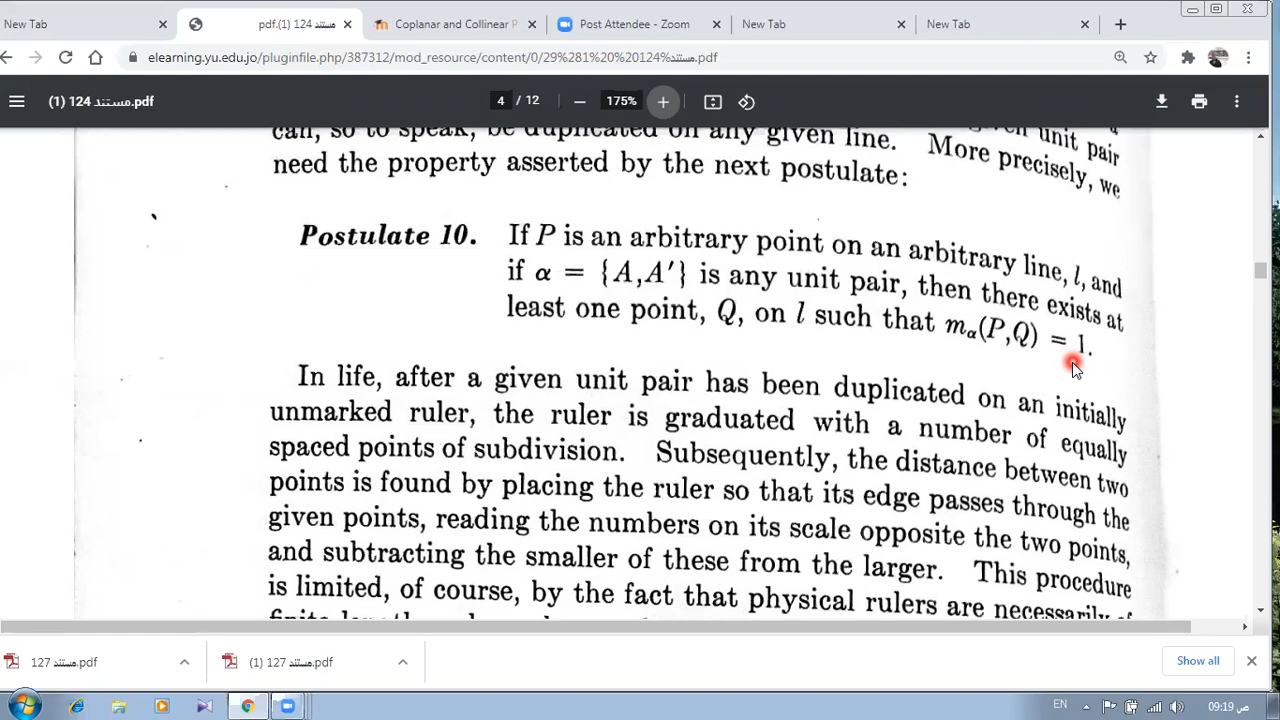 New Tab
pdf.(1) 124 مستند
Coplanar and Collinear P
Post Attendee - Zoom
New Tab
New Tab
elearning.yu.edu.jo/pluginfile.php/387312/mod_resource/content/0/29%281%20%20124%مستند.pdf
(1) 124 مستند.pdf
4 / 12
175%
can, so to speak, be duplicated on any given line. More precisely, we
need the property asserted by the next postulate:
Postulate 10. If P is an arbitrary point on an arbitrary line, l, and
if α = {A,A′} is any unit pair, then there exists at
least one point, Q, on l such that mα(P,Q) = 1.
In life, after a given unit pair has been duplicated on an initially
unmarked ruler, the ruler is graduated with a number of equally
spaced points of subdivision. Subsequently, the distance between two
points is found by placing the ruler so that its edge passes through the
given points, reading the numbers on its scale opposite the two points,
and subtracting the smaller of these from the larger. This procedure
is limited, of course, by the fact that physical rulers are necessarily of
127 مستند.pdf
(1) 127 مستند.pdf
Show all
EN
09:19 ص